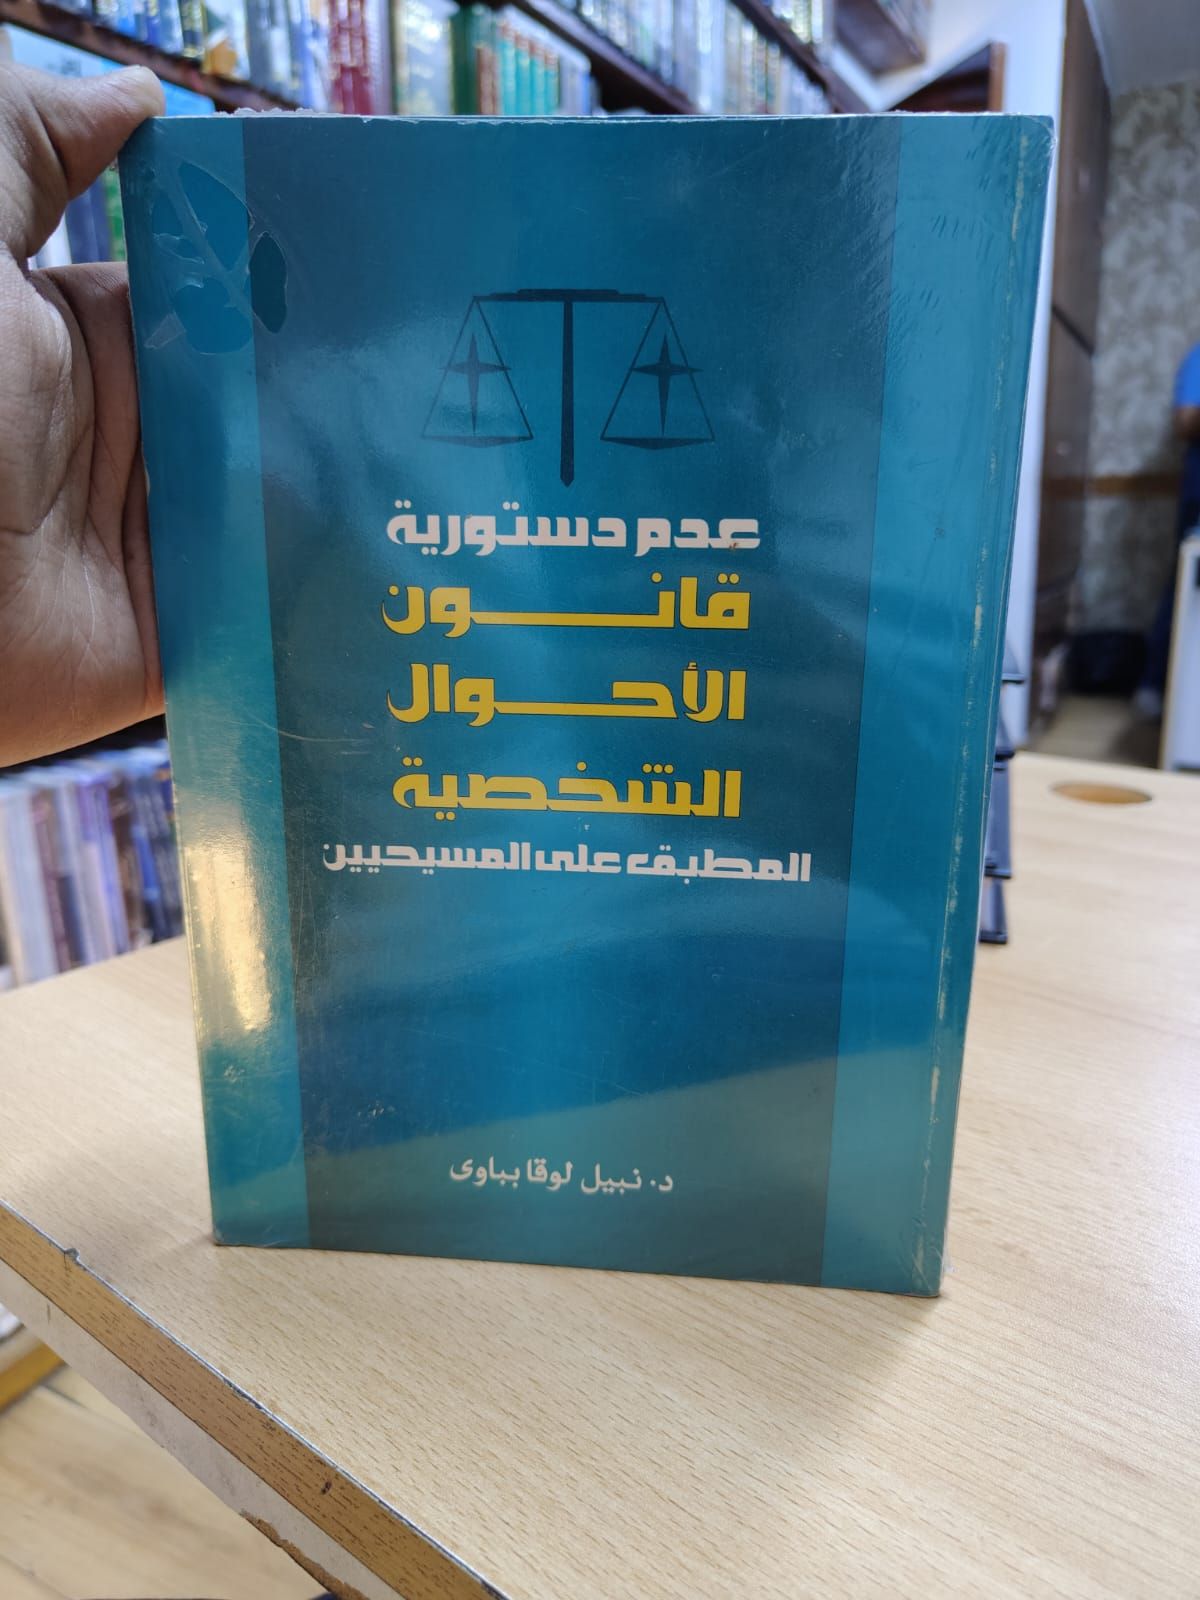 عدم دستورية
قانون
الأحوال
الشخصية
المطبق على المسيحيين
د. نبيل لوقا بباوى